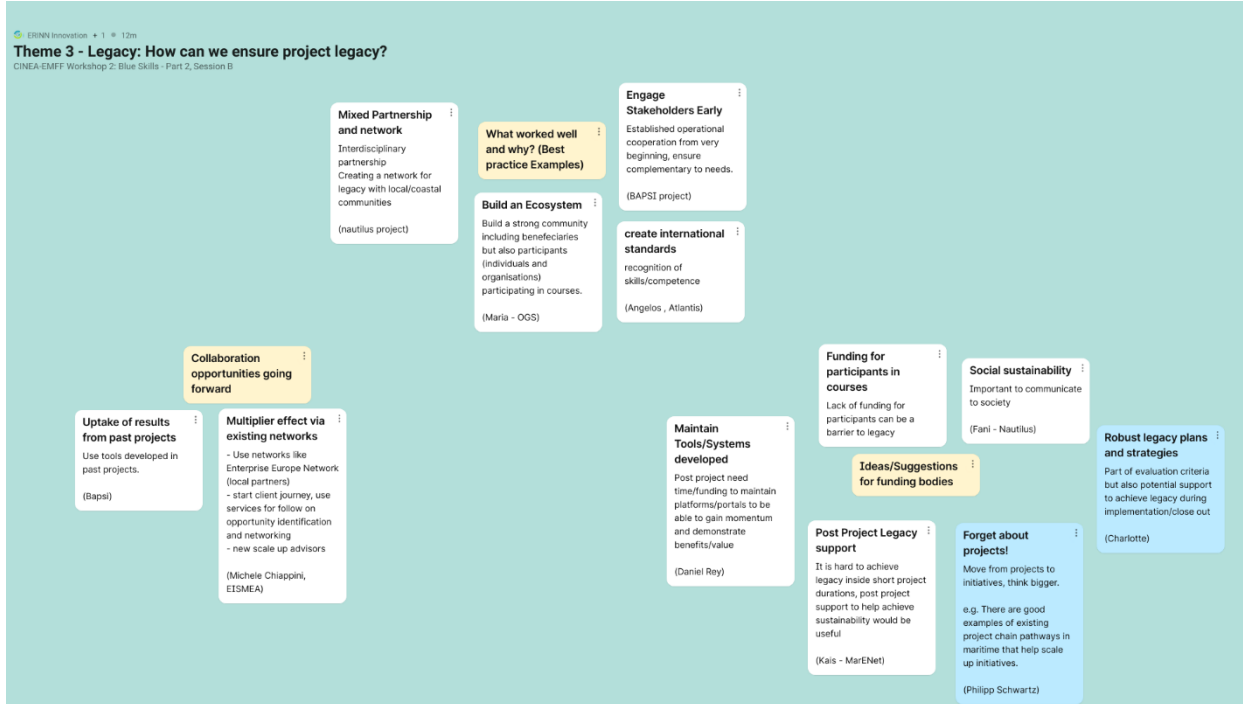 ERINN Innovation + 1 12m
Theme 3 - Legacy: How can we ensure project legacy?
CINEA-EMFF Workshop 2: Blue Skills - Part 2, Session B
Mixed Partnership
and network
Interdisciplinary
partnership
Creating a network for
legacy with local/coastal
communities
(nautilus project)
What worked well
and why? (Best
practice Examples)
Engage
Stakeholders Early
Established operational
cooperation from very
beginning, ensure
complementary to needs.
(BAPSI project)
Build an Ecosystem
Build a strong community
including benefeciaries
but also participants
(individuals and
organisations)
participating in courses.
(Maria - OGS)
create international
standards
recognition of
skills/competence
(Angelos , Atlantis)
Collaboration
opportunities going
forward
Uptake of results
from past projects
Use tools developed in
past projects.
(Bapsi)
Multiplier effect via
existing networks
- Use networks like
Enterprise Europe Network
(local partners)
- start client journey, use
services for follow on
opportunity identification
and networking
- new scale up advisors
(Michele Chiappini,
EISMEA)
Maintain
Tools/Systems
developed
Post project need
time/funding to maintain
platforms/portals to be
able to gain momentum
and demonstrate
benefits/value
(Daniel Rey)
Funding for
participants in
courses
Lack of funding for
participants can be a
barrier to legacy
Social sustainability
Important to communicate
to society
(Fani - Nautilus)
Ideas/Suggestions
for funding bodies
Robust legacy plans
and strategies
Part of evaluation criteria
but also potential support
to achieve legacy during
implementation/close out
(Charlotte)
Post Project Legacy
support
It is hard to achieve
legacy inside short project
durations, post project
support to help achieve
sustainability would be
useful
(Kais - MarENet)
Forget about
projects!
Move from projects to
initiatives, think bigger.
e.g. There are good
examples of existing
project chain pathways in
maritime that help scale
up initiatives.
(Philipp Schwartz)